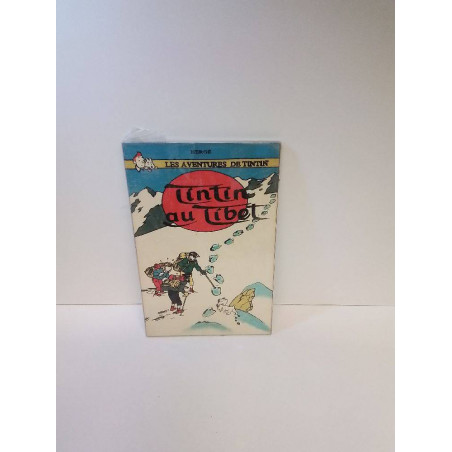 HERGÉ
LES AVENTURES DE TINTIN
Tintin
au Tibet